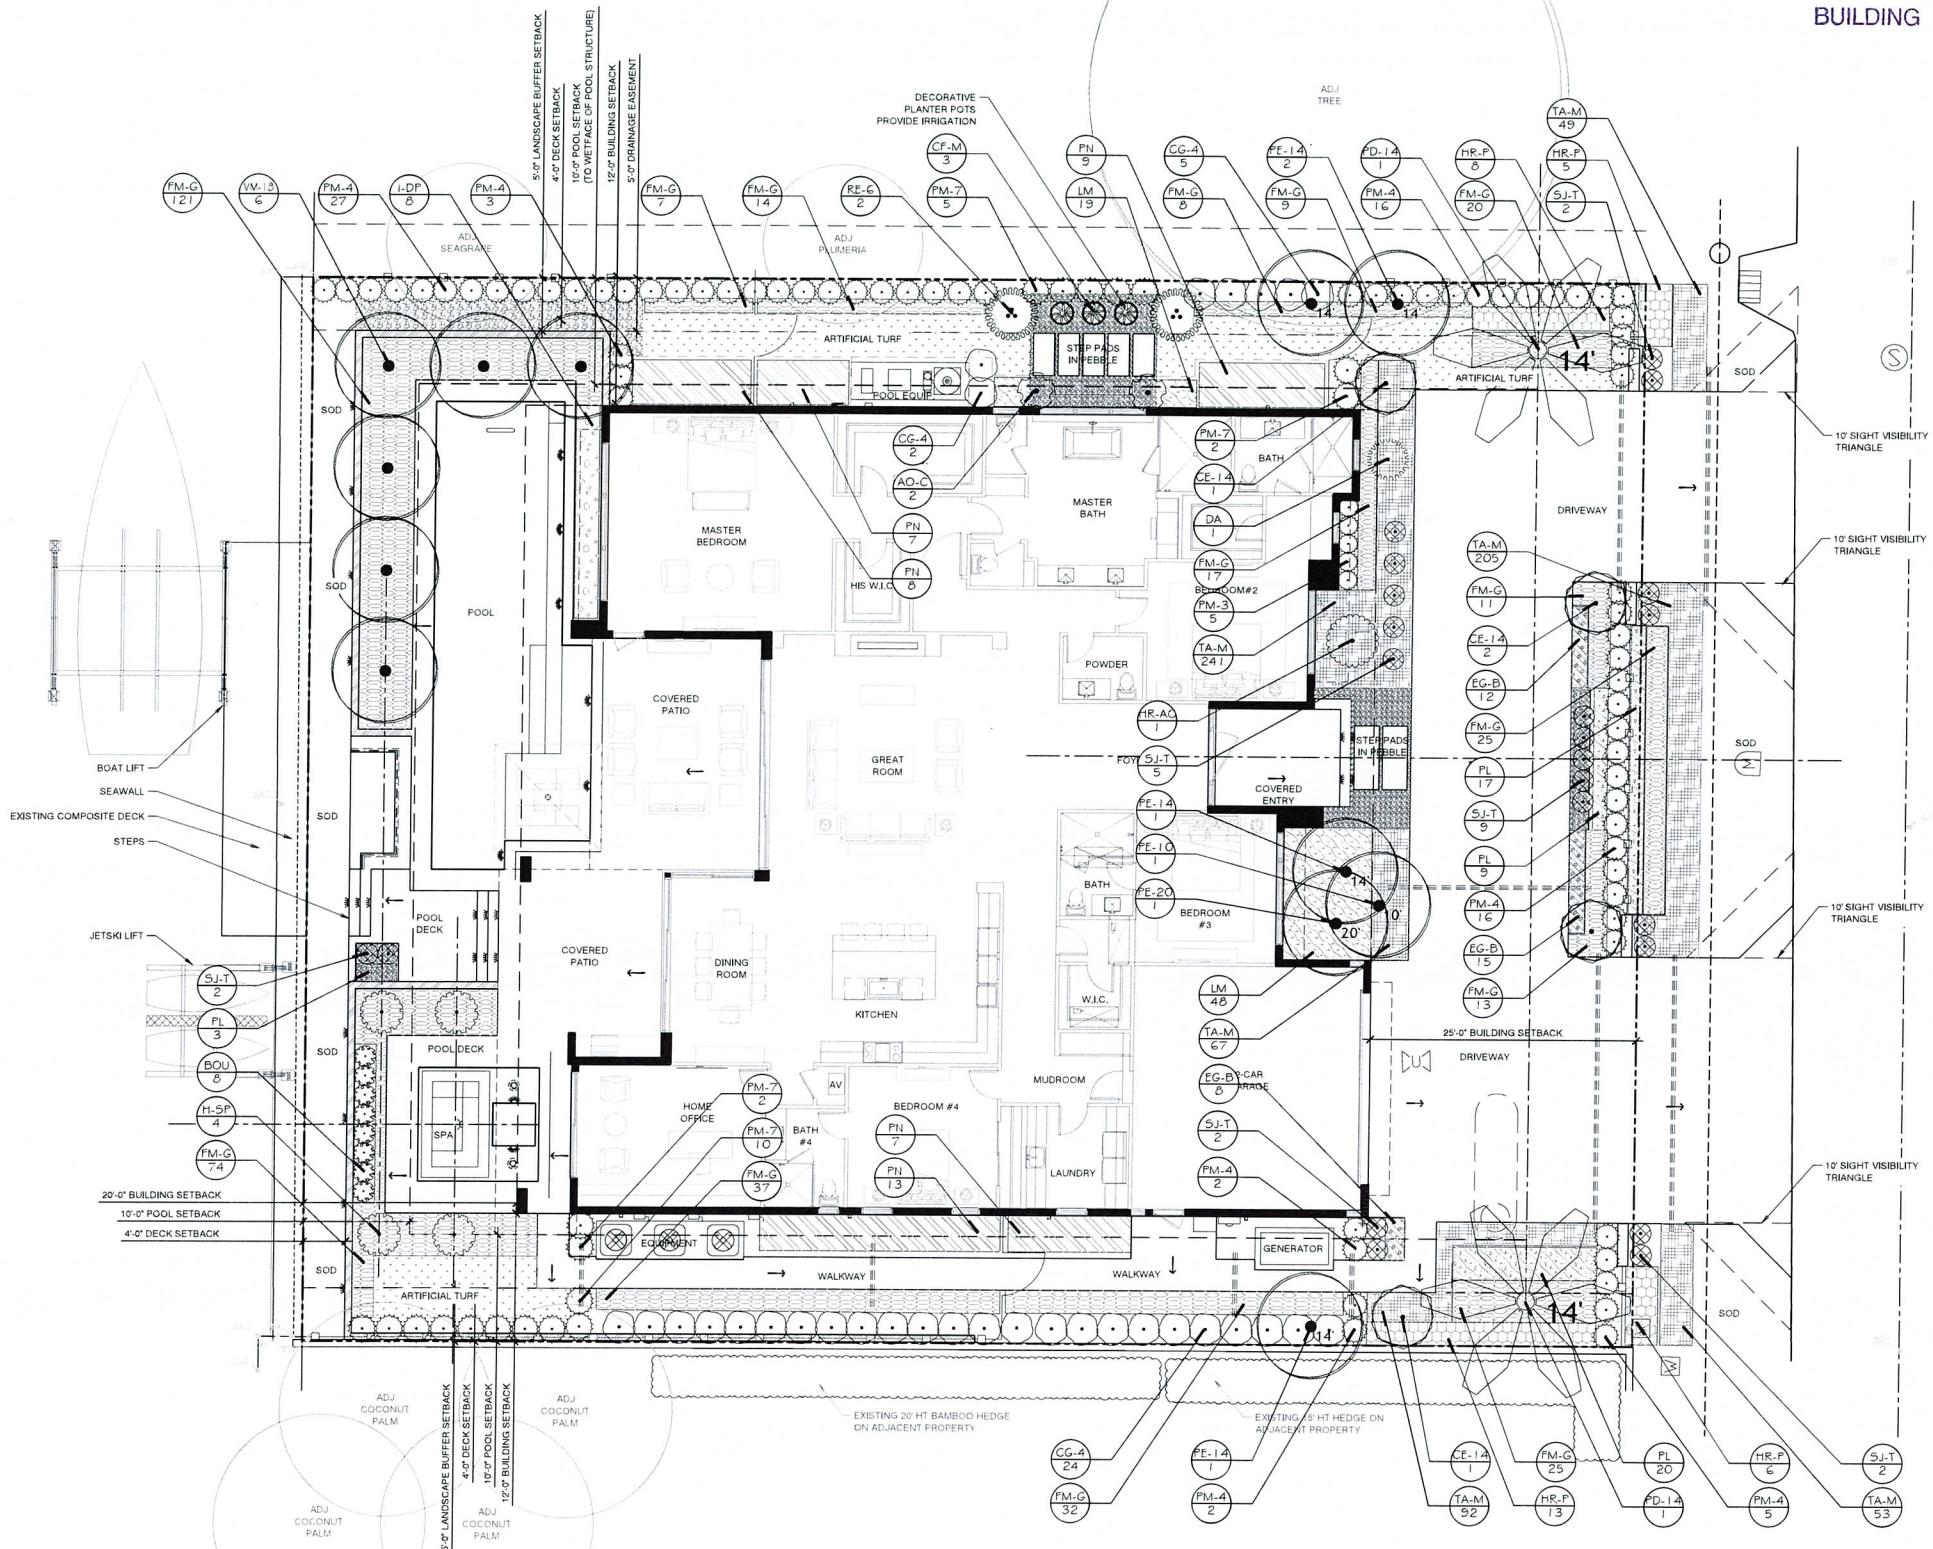 BUILDING
5'-0" LANDSCAPE BUFFER SETBACK
4'-0" DECK SETBACK
10'-0" POOL SETBACK
(TO WETFACE OF POOL STRUCTURE)
12'-0" BUILDING SETBACK
5'-0" DRAINAGE EASEMENT
DECORATIVE
PLANTER POTS
PROVIDE IRRIGATION
ADJ
TREE
TA-M
49
CF-M
3
PN
9
CG-4
5
PE-14
2
PD-14
1
HR-P
8
HR-P
5
FM-G
121
VM-18
6
PM-4
27
I-DP
8
PM-4
3
FM-G
7
FM-G
14
RE-6
2
PM-7
5
LM
19
FM-G
8
FM-G
9
PM-4
16
FM-G
20
SJ-T
2
ADJ
SEAGRAPE
ADJ
PLUMERIA
14'
14'
ARTIFICIAL TURF
STEP PADS
IN PEBBLE
14'
ARTIFICIAL TURF
SOD
S
POOL EQUIP.
SOD
10' SIGHT VISIBILITY
TRIANGLE
CG-4
2
PM-7
2
BATH
AO-C
2
CE-14
1
MASTER
BATH
DRIVEWAY
MASTER
BEDROOM
PN
7
DA
1
10' SIGHT VISIBILITY
TRIANGLE
TA-M
205
HIS W.I.C.
PN
8
FM-G
17
BEDROOM#2
SOD
FM-G
11
POOL
PM-3
5
CE-14
2
TA-M
241
POWDER
EG-B
12
COVERED
PATIO
HR-AC
1
FM-G
25
STEP PADS
IN PEBBLE
SOD
M
BOAT LIFT
GREAT
ROOM
FOY
SJ-T
5
PL
17
SEAWALL
COVERED
ENTRY
EXISTING COMPOSITE DECK
SOD
PE-14
1
SJ-T
9
STEPS
PE-10
1
PL
9
14'
BATH
PE-20
1
10'
PM-4
16
10' SIGHT VISIBILITY
TRIANGLE
POOL
DECK
BEDROOM
#3
20'
JETSKI LIFT
COVERED
PATIO
DINING
ROOM
EG-B
15
SJ-T
2
LM
48
FM-G
13
W.I.C.
KITCHEN
PL
3
TA-M
67
25'-0" BUILDING SETBACK
SOD
POOL DECK
DRIVEWAY
BOU
8
AV
MUDROOM
EG-B
8
2-CAR
ARAGE
PM-7
2
HOME
OFFICE
BEDROOM #4
H-SP
4
SPA
BATH
#4
PM-7
10
PN
7
SJ-T
2
FM-G
74
FM-G
37
PN
13
LAUNDRY
PM-4
2
10' SIGHT VISIBILITY
TRIANGLE
20'-0" BUILDING SETBACK
10'-0" POOL SETBACK
4'-0" DECK SETBACK
EQUIPMENT
GENERATOR
SOD
WALKWAY
WALKWAY
ARTIFICIAL TURF
14'
SOD
14'
W
ADJ
COCONUT
PALM
ADJ
COCONUT
PALM
EXISTING 20' HT BAMBOO HEDGE
ON ADJACENT PROPERTY
EXISTING 15' HT HEDGE ON
ADJACENT PROPERTY
5'-0" LANDSCAPE BUFFER SETBACK
4'-0" DECK SETBACK
10'-0" POOL SETBACK
12'-0" BUILDING SETBACK
CG-4
24
PE-14
1
CE-14
1
FM-G
25
PL
20
HR-P
6
SJ-T
2
FM-G
32
PM-4
2
TA-M
92
HR-P
13
PD-14
1
PM-4
5
TA-M
53
ADJ
COCONUT
PALM
ADJ
COCONUT
PALM